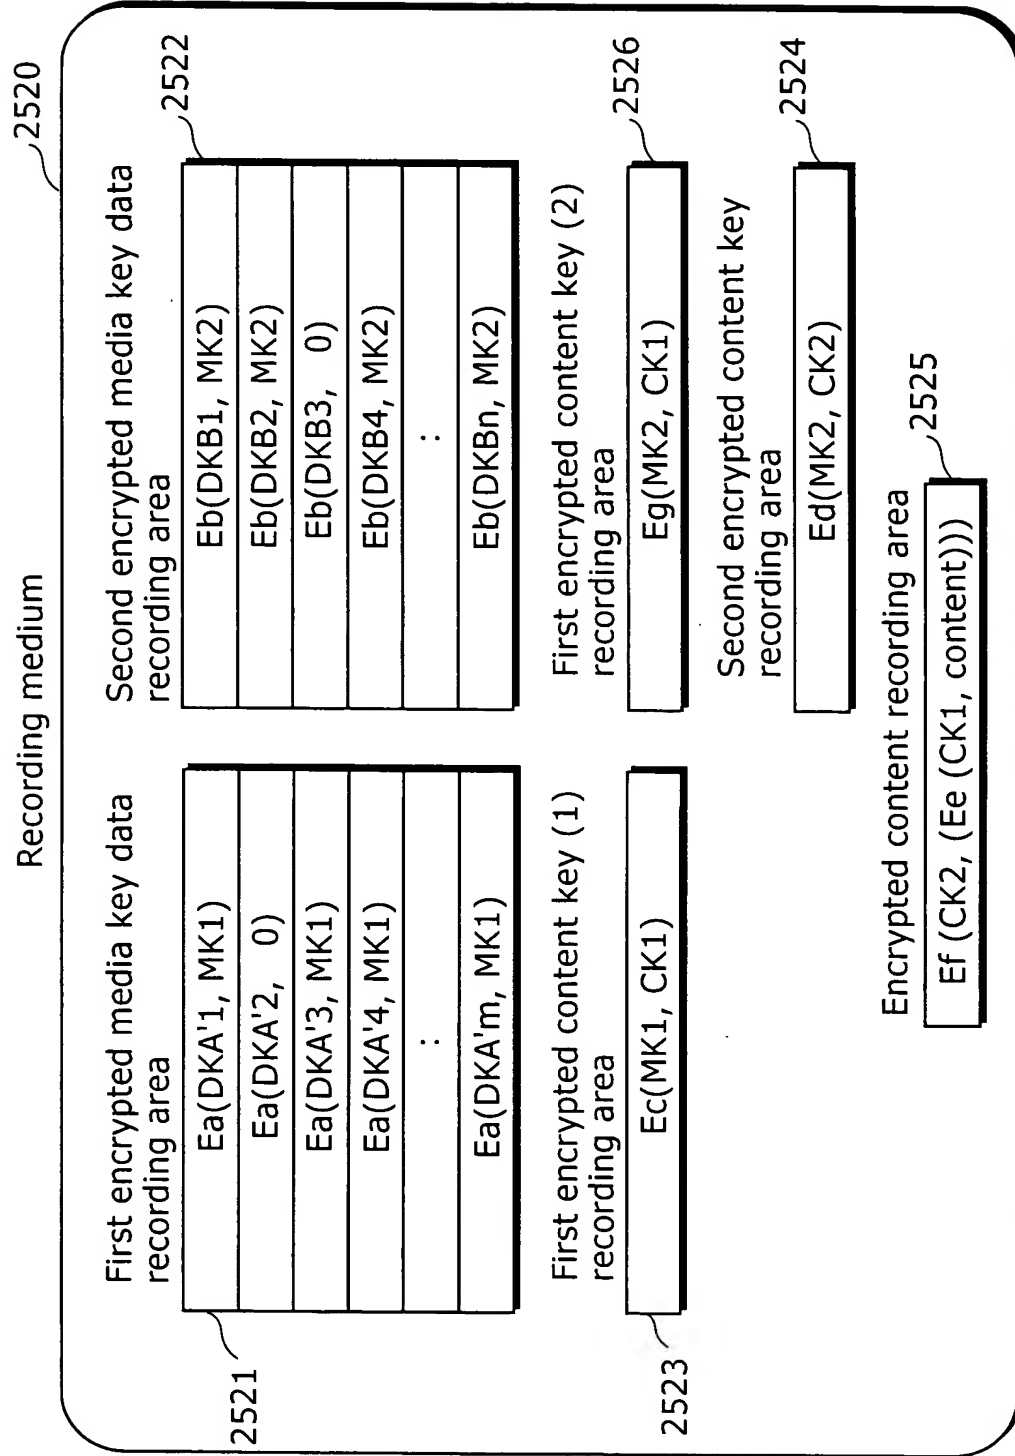 Recording medium
2520
First encrypted media key data
recording area
2521
Ea(DKA'1, MK1)
Ea(DKA'2, 0)
Ea(DKA'3, MK1)
Ea(DKA'4, MK1)
:
Ea(DKA'm, MK1)
Second encrypted media key data
recording area
2522
Eb(DKB1, MK2)
Eb(DKB2, MK2)
Eb(DKB3, 0)
Eb(DKB4, MK2)
:
Eb(DKBn, MK2)
First encrypted content key (1)
recording area
2523
Ec(MK1, CK1)
First encrypted content key (2)
recording area
2526
Eg(MK2, CK1)
Second encrypted content key
recording area
2524
Ed(MK2, CK2)
Encrypted content recording area
2525
Ef (CK2, (Ee (CK1, content)))